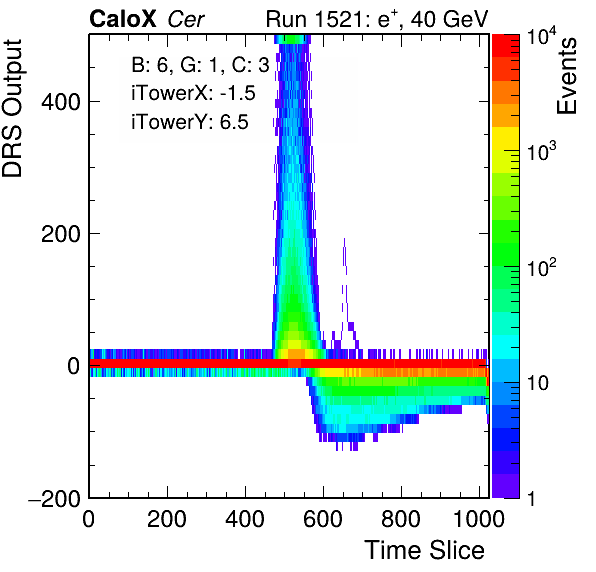 CaloX Cer Run 1521: e+, 40 GeV
B: 6, G: 1, C: 3
iTowerX: -1.5
iTowerY: 6.5
DRS Output
400
200
0
−200
0 200 400 600 800 1000
Time Slice
Events
10^4
10^3
10^2
10
1